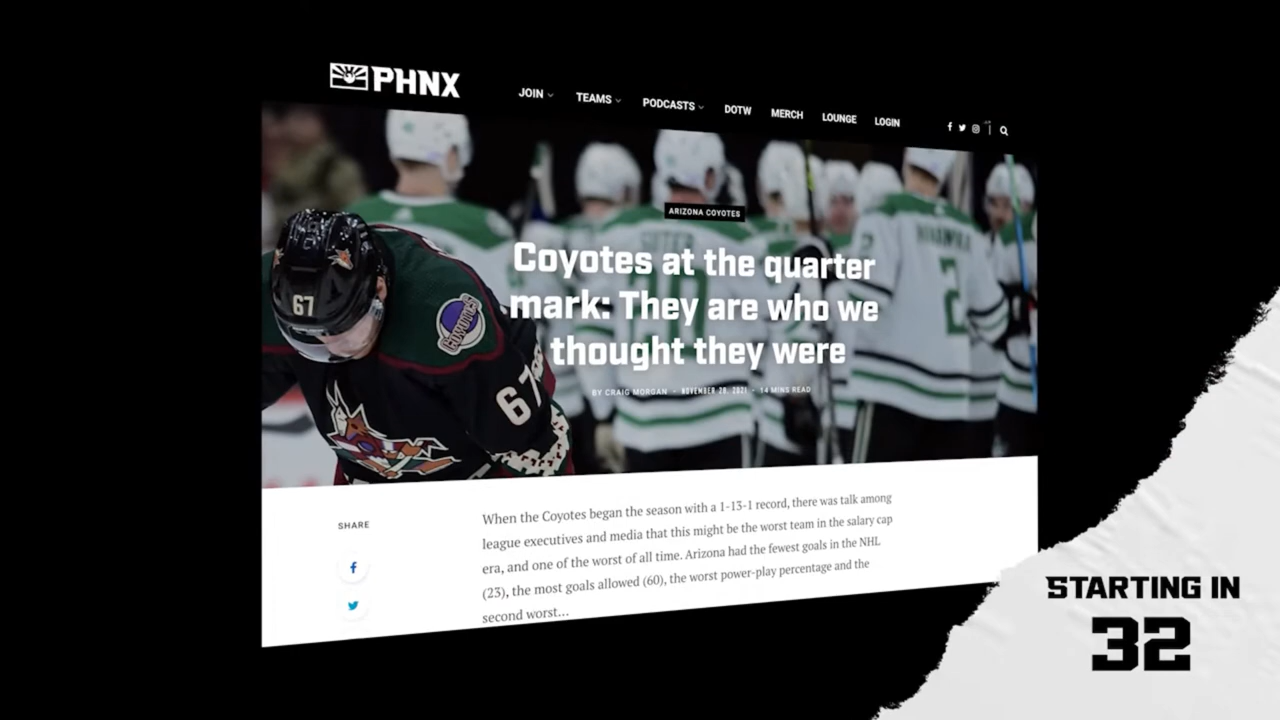 PHNX
JOIN TEAMS PODCASTS DOTW MERCH LOUNGE LOGIN
ARIZONA COYOTES
Coyotes at the quarter
mark: They are who we
thought they were
BY CRAIG MORGAN - NOVEMBER 29, 2021 - 14 MINS READ
67
COYOTES
67
2
SHARE
When the Coyotes began the season with a 1-13-1 record, there was talk among
league executives and media that this might be the worst team in the salary cap
era, and one of the worst of all time. Arizona had the fewest goals in the NHL
(23), the most goals allowed (60), the worst power-play percentage and the
second worst...
STARTING IN
32